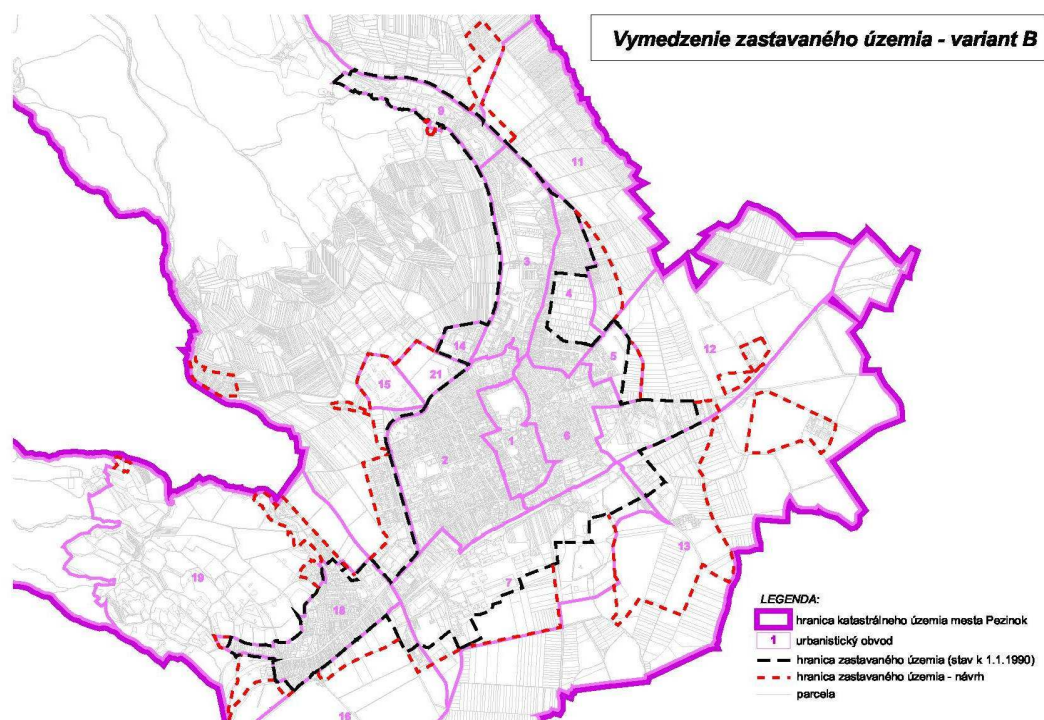 Vymedzenie zastavaného územia - variant B
9
11
3
4
14
5
12
21
15
1
6
2
13
7
19
18
16
LEGENDA:
hranica katastrálneho územia mesta Pezinok
1 urbanistický obvod
hranica zastavaného územia (stav k 1.1.1990)
hranica zastavaného územia - návrh
parcela